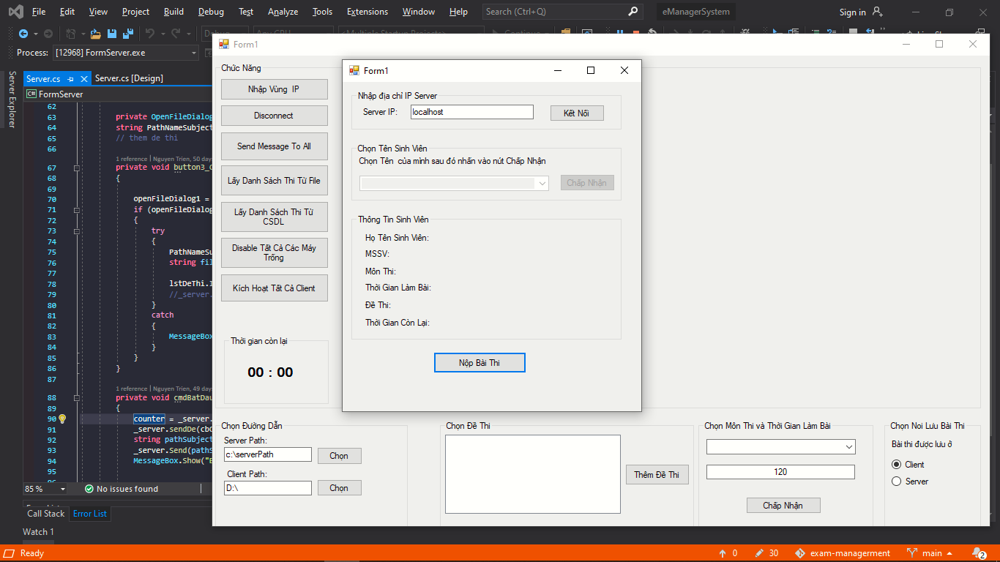 File Edit View Project Build Debug Test Analyze Tools Extensions Window Help Search (Ctrl+Q) eManagerSystem Sign in
Process: [12968] FormServer.exe
Server Explorer
Server.cs Server.cs [Design]
FormServer
62
63 private OpenFileDialog
64 string PathNameSubject
65 // them de thi
66
1 reference | Nguyen Trien, 50 days
67 private void button3_C
68 {
69
70 openFileDialog1 =
71 if (openFileDialog
72 {
73 try
74 {
75 PathNameSu
76 string fil
77
78 lstDeThi.I
79 //_server.
80 }
81 catch
82 {
83 MessageBox
84 }
85 }
86 }
87
1 reference | Nguyen Trien, 49 days
88 private void cmdBatDau
89 {
90 counter = _server.
91 _server.sendDe(cbC
92 string pathSubject
93 _server.Send(pathS
94 MessageBox.Show("B
95
85 % No issues found
Call Stack Error List
Watch 1
Ready 0 30 exam-managerment main 2
Form1
Chức Năng
Nhập Vùng IP
Disconnect
Send Message To All
Lấy Danh Sách Thi Từ File
Lấy Danh Sách Thi Từ
CSDL
Disable Tất Cả Các Máy
Trống
Kích Hoạt Tất Cả Client
Thời gian còn lại
00 : 00
Form1
Nhập địa chỉ IP Server
Server IP: localhost Kết Nối
Chọn Tên Sinh Viên
Chọn Tên của mình sau đó nhấn vào nút Chấp Nhận
Chấp Nhận
Thông Tin Sinh Viên
Họ Tên Sinh Viên:
MSSV:
Môn Thi:
Thời Gian Làm Bài:
Đề Thi:
Thời Gian Còn Lại:
Nộp Bài Thi
Chọn Đường Dẫn
Server Path:
c:\serverPath Chọn
Client Path:
D:\ Chọn
Chọn Đề Thi
Thêm Đề Thi
Chọn Môn Thi và Thời Gian Làm Bài
120
Chấp Nhận
Chọn Noi Lưu Bài Thi
Bài thi được lưu ở
Client
Server